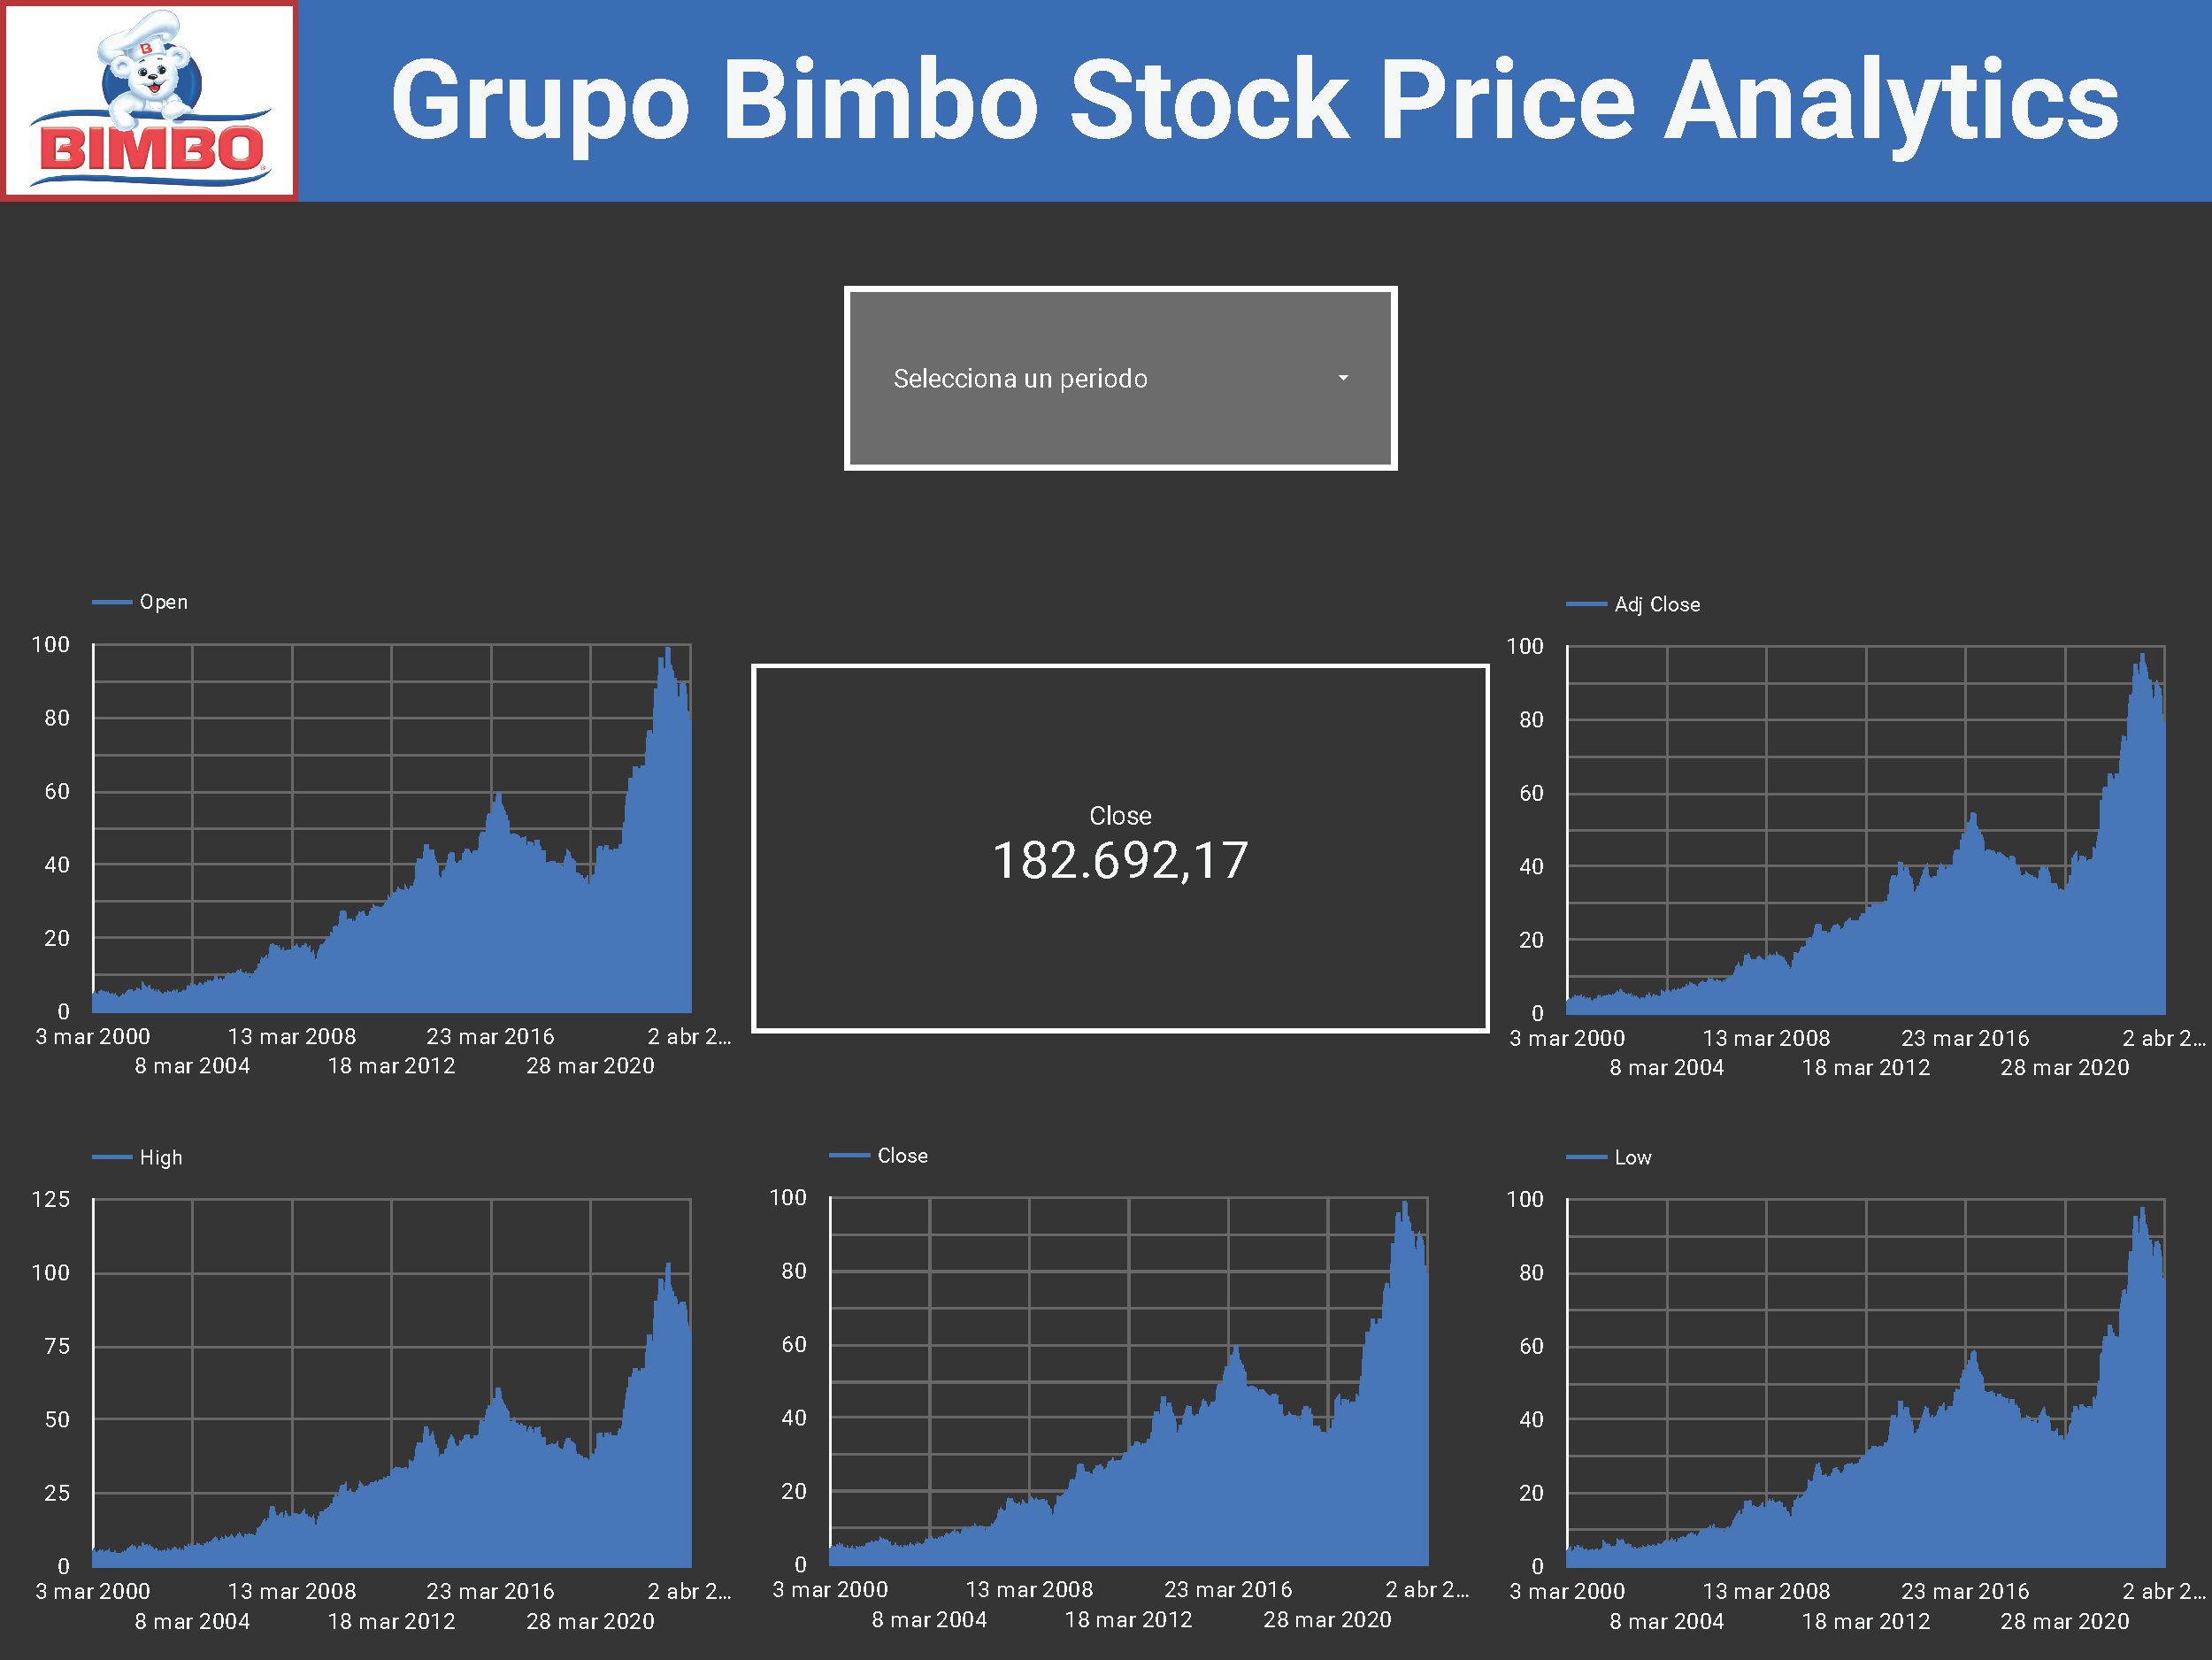 B
BIMBO
®
Grupo Bimbo Stock Price Analytics
Selecciona un periodo
Open
100
80
60
40
20
0
3 mar 2000
13 mar 2008
23 mar 2016
2 abr 2...
8 mar 2004
18 mar 2012
28 mar 2020
Close
182.692,17
Adj Close
100
80
60
40
20
0
3 mar 2000
13 mar 2008
23 mar 2016
2 abr 2...
8 mar 2004
18 mar 2012
28 mar 2020
High
125
100
75
50
25
0
3 mar 2000
13 mar 2008
23 mar 2016
2 abr 2...
8 mar 2004
18 mar 2012
28 mar 2020
Close
100
80
60
40
20
0
3 mar 2000
13 mar 2008
23 mar 2016
2 abr 2...
8 mar 2004
18 mar 2012
28 mar 2020
Low
100
80
60
40
20
0
3 mar 2000
13 mar 2008
23 mar 2016
2 abr 2...
8 mar 2004
18 mar 2012
28 mar 2020